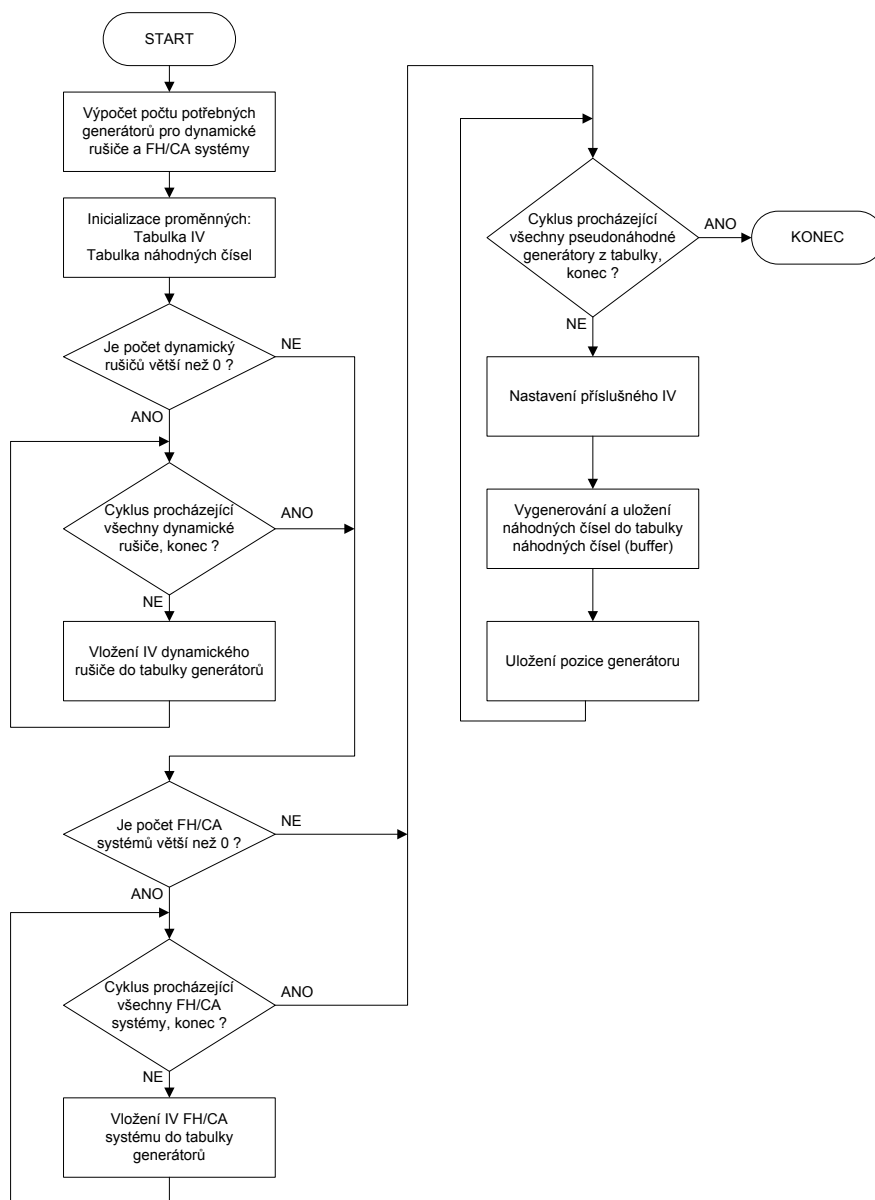 START
Výpočet počtu potřebných
generátorů pro dynamické
rušiče a FH/CA systémy
Inicializace proměnných:
Tabulka IV
Tabulka náhodných čísel
Je počet dynamický
rušičů větší než 0 ?
NE
ANO
Cyklus procházející
všechny dynamické
rušiče, konec ?
ANO
NE
Vložení IV dynamického
rušiče do tabulky generátorů
Je počet FH/CA
systémů větší než 0 ?
NE
ANO
Cyklus procházející
všechny FH/CA
systémy, konec ?
ANO
NE
Vložení IV FH/CA
systému do tabulky
generátorů
Cyklus procházející
všechny pseudonáhodné
generátory z tabulky,
konec ?
ANO
KONEC
NE
Nastavení příslušného IV
Vygenerování a uložení
náhodných čísel do tabulky
náhodných čísel (buffer)
Uložení pozice generátoru